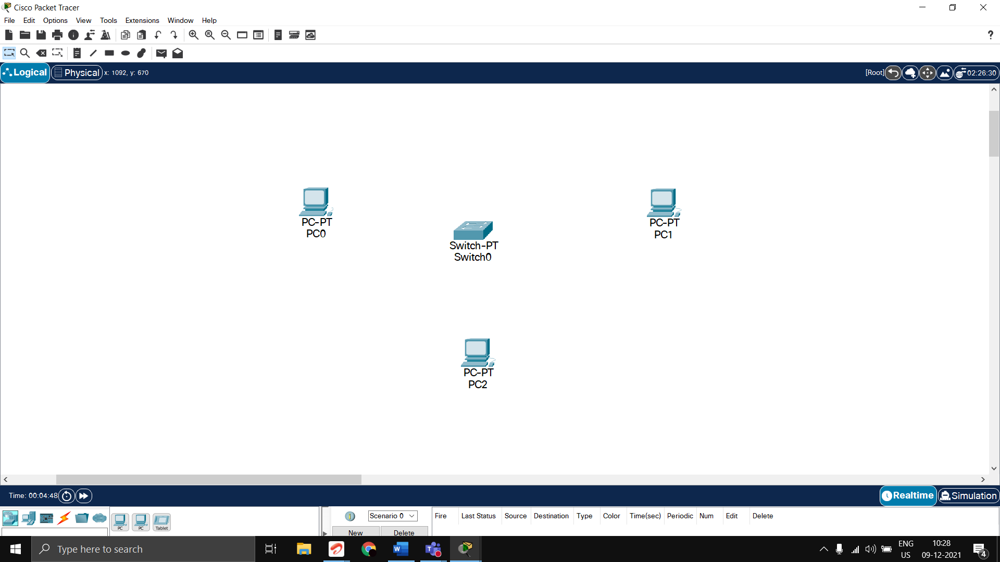 Cisco Packet Tracer
File Edit Options View Tools Extensions Window Help
?
Logical Physical x: 1092, y: 670 [Root] 02:26:30
PC-PT
PC0
PC-PT
PC1
Switch-PT
Switch0
PC-PT
PC2
Time: 00:04:48 Realtime Simulation
Scenario 0 Fire Last Status Source Destination Type Color Time(sec) Periodic Num Edit Delete
PC PC Tablet
New Delete
Type here to search
ENG
US
10:28
09-12-2021
4